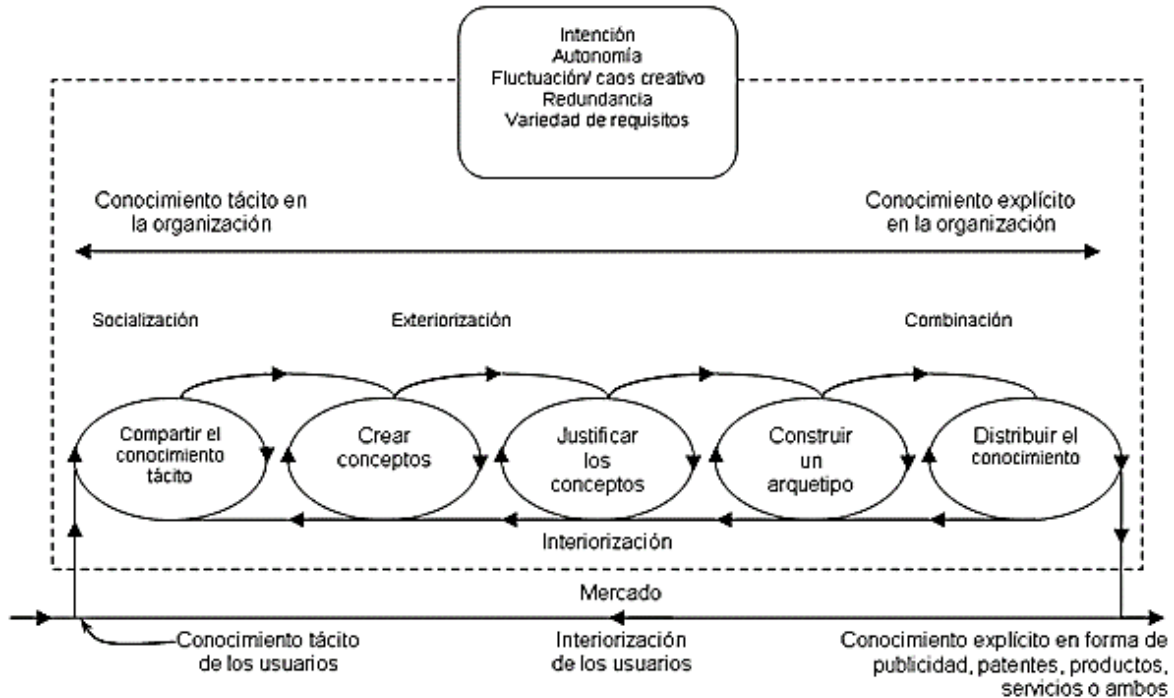 Intención
Autonomía
Fluctuación/ caos creativo
Redundancia
Variedad de requisitos
Conocimiento tácito en
la organización
Conocimiento explícito
en la organización
Socialización
Exteriorización
Combinación
Compartir el
conocimiento
tácito
Crear
conceptos
Justificar
los
conceptos
Construir
un
arquetipo
Distribuir el
conocimiento
Interiorización
Mercado
Conocimiento tácito
de los usuarios
Interiorización
de los usuarios
Conocimiento explícito en forma de
publicidad, patentes, productos,
servicios o ambos